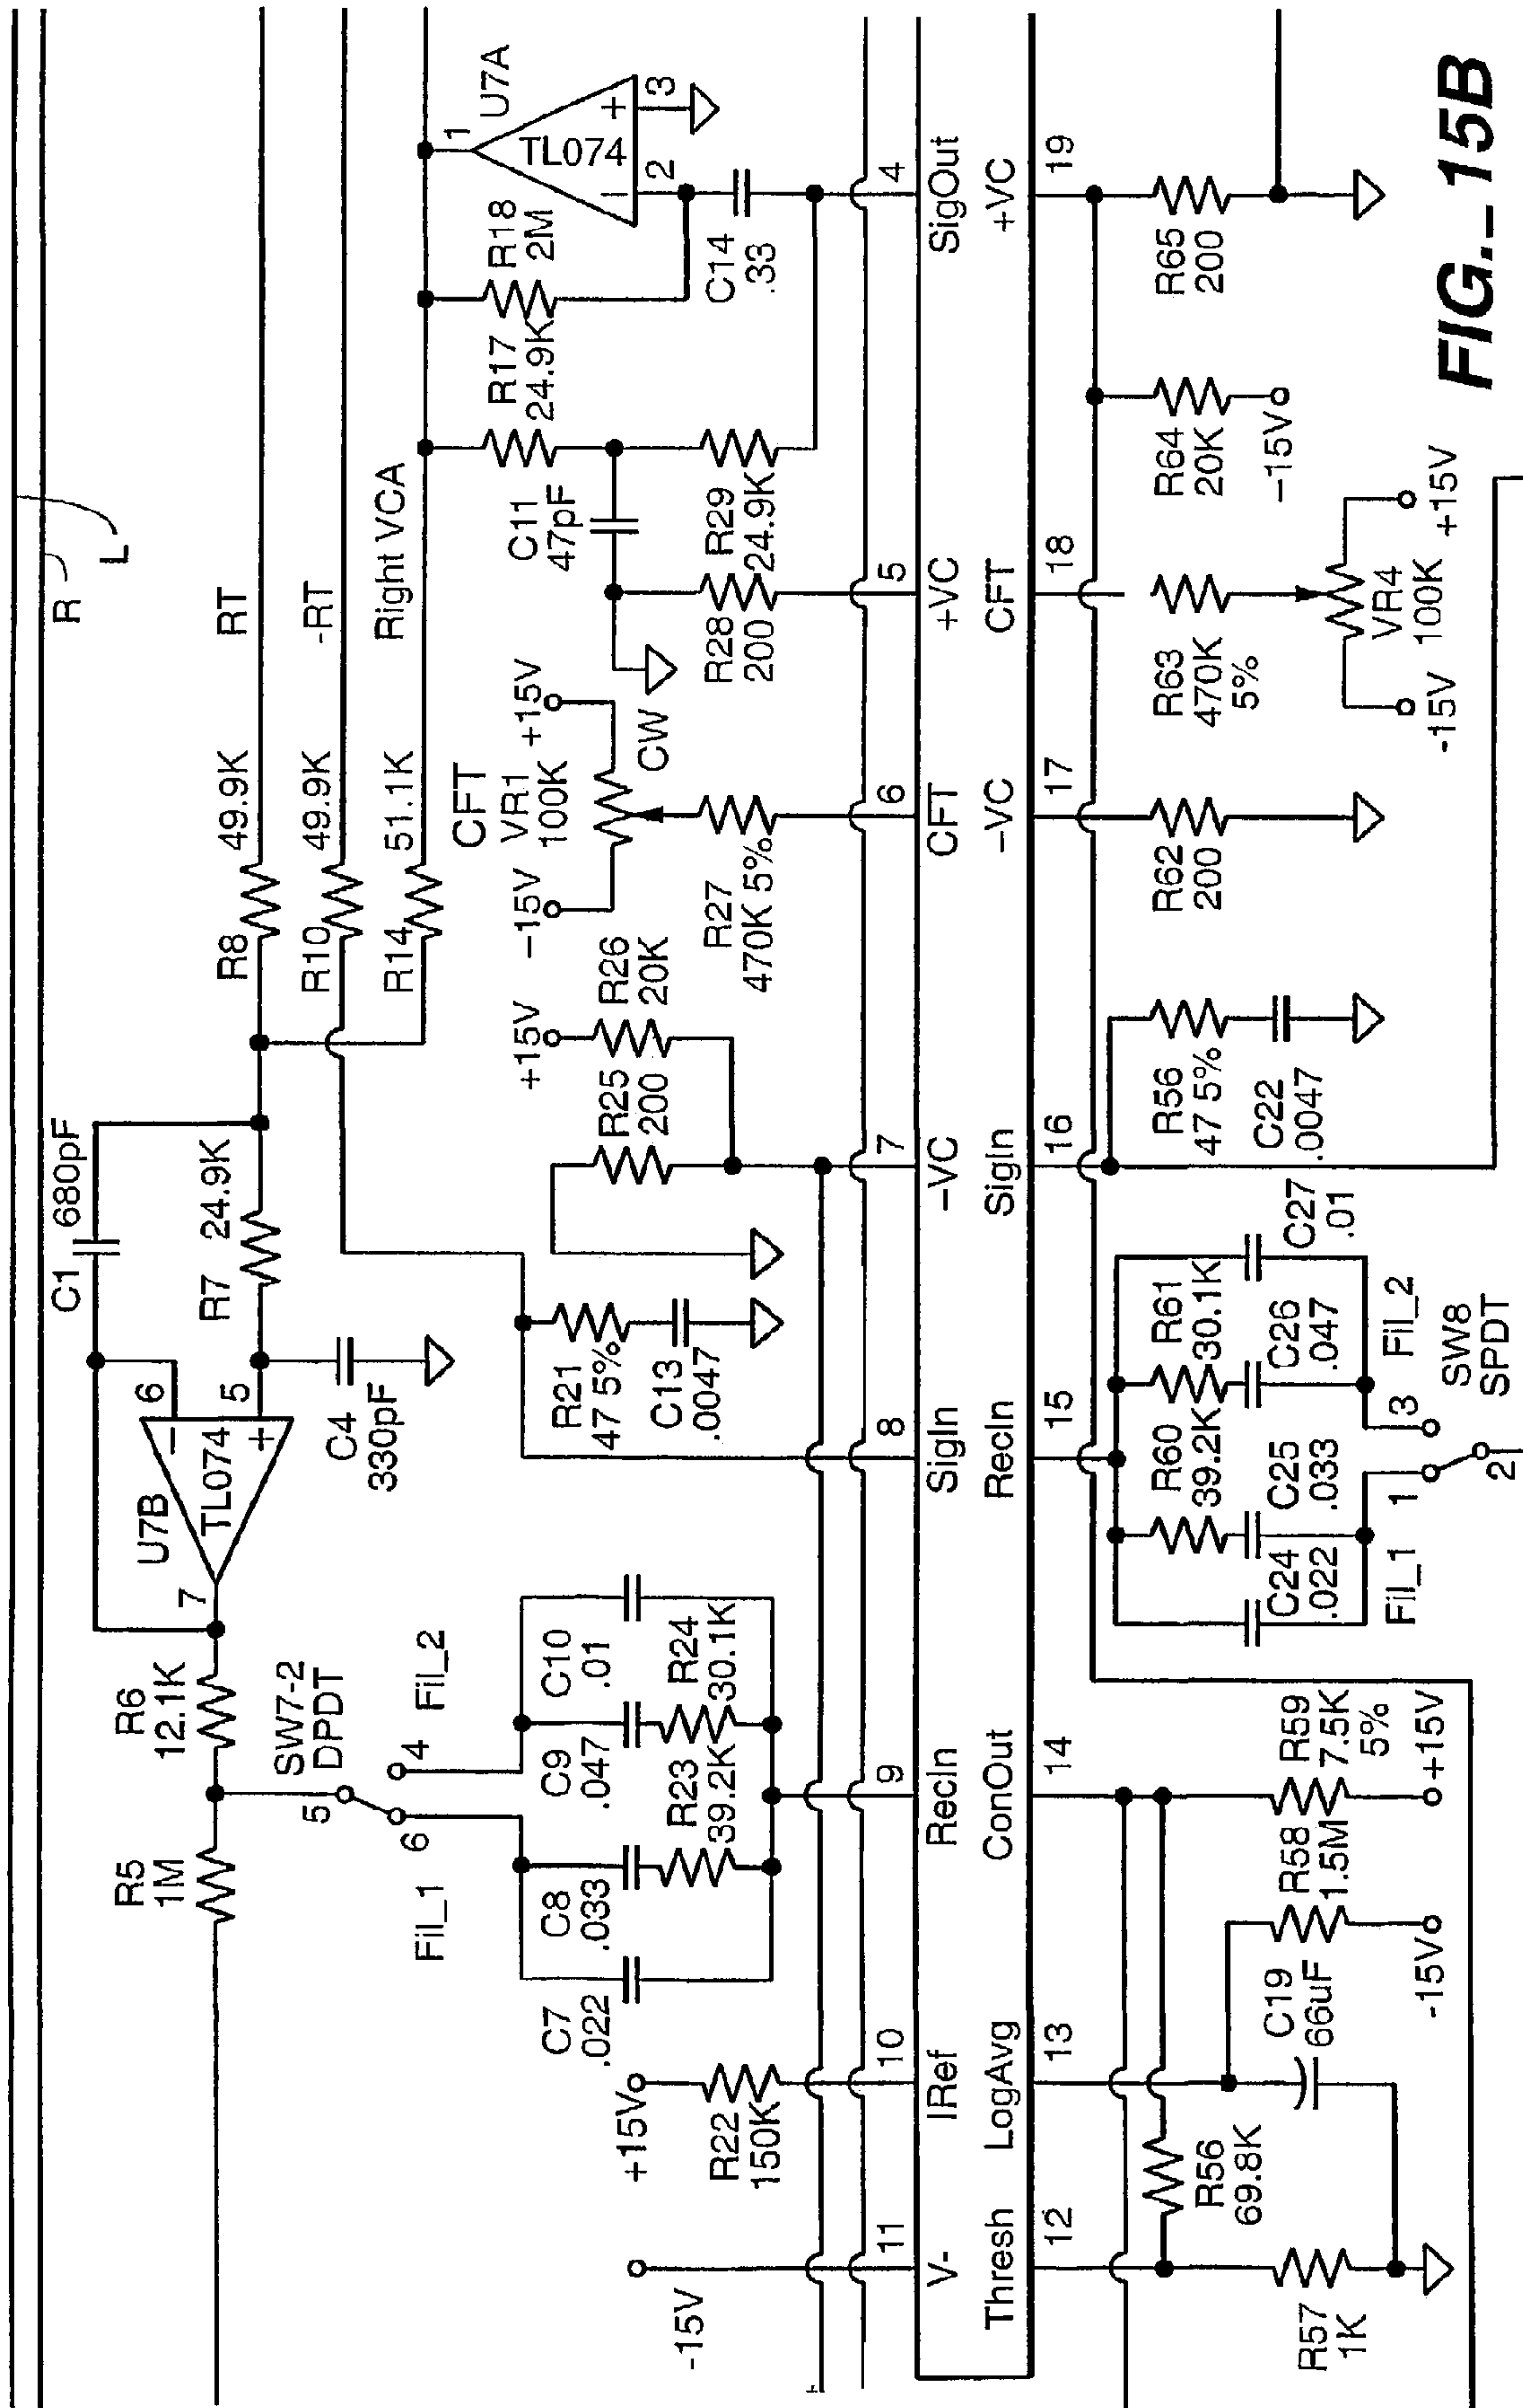 R
L
C1 680pF
U7B
TL074
6
5
7
R7 24.9K
C4
330pF
R8 49.9K
RT
R10 49.9K
-RT
R14 51.1K
Right VCA
R5
1M
R6
12.1K
SW7-2
DPDT
5
4
6
Fil_2
Fil_1
C7
.022
C8
.033
R23
39.2K
C9
.047
R24
30.1K
C10
.01
R21
47 5%
C13
.0047
+15V
R25
200
R26
20K
-15V
+15V
CFT
VR1
100K
CW
R27
470K 5%
R28
200
C11
47pF
R29
24.9K
R17
24.9K
R18
2M
C14
.33
U7A
TL074
1
2
3
-15V
+15V
R22
150K
11
10
9
8
7
6
5
4
V-
IRef
RecIn
SigIn
-VC
CFT
+VC
SigOut
Thresh
LogAvg
ConOut
RecIn
SigIn
-VC
CFT
+VC
12
13
14
15
16
17
18
19
R57
1K
R56
69.8K
C19
66uF
R58
1.5M
-15V
R59
7.5K
5%
+15V
C24
.022
R60
39.2K
C25
.033
R61
30.1K
C26
.047
C27
.01
Fil_1
Fil_2
1
3
2
SW8
SPDT
R56
47 5%
C22
.0047
R62
200
R63
470K
5%
-15V
VR4
100K
+15V
R64
20K
-15V
R65
200
FIG._15B